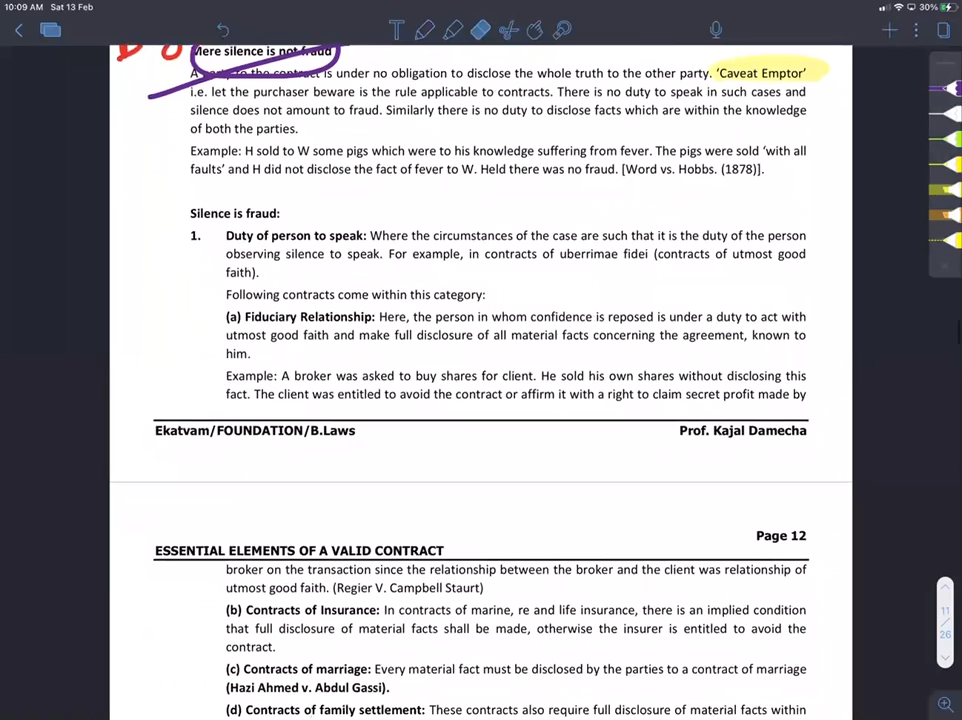 10:09 AM Sat 13 Feb
30%
Mere silence is not fraud
A party to the contract is under no obligation to disclose the whole truth to the other party. 'Caveat Emptor'
i.e. let the purchaser beware is the rule applicable to contracts. There is no duty to speak in such cases and
silence does not amount to fraud. Similarly there is no duty to disclose facts which are within the knowledge
of both the parties.
Example: H sold to W some pigs which were to his knowledge suffering from fever. The pigs were sold 'with all
faults' and H did not disclose the fact of fever to W. Held there was no fraud. [Word vs. Hobbs. (1878)].
Silence is fraud:
1. Duty of person to speak: Where the circumstances of the case are such that it is the duty of the person
observing silence to speak. For example, in contracts of uberrimae fidei (contracts of utmost good
faith).
Following contracts come within this category:
(a) Fiduciary Relationship: Here, the person in whom confidence is reposed is under a duty to act with
utmost good faith and make full disclosure of all material facts concerning the agreement, known to
him.
Example: A broker was asked to buy shares for client. He sold his own shares without disclosing this
fact. The client was entitled to avoid the contract or affirm it with a right to claim secret profit made by
Ekatvam/FOUNDATION/B.Laws Prof. Kajal Damecha
Page 12
ESSENTIAL ELEMENTS OF A VALID CONTRACT
broker on the transaction since the relationship between the broker and the client was relationship of
utmost good faith. (Regier V. Campbell Staurt)
(b) Contracts of Insurance: In contracts of marine, re and life insurance, there is an implied condition
that full disclosure of material facts shall be made, otherwise the insurer is entitled to avoid the
contract.
(c) Contracts of marriage: Every material fact must be disclosed by the parties to a contract of marriage
(Hazi Ahmed v. Abdul Gassi).
(d) Contracts of family settlement: These contracts also require full disclosure of material facts within
11
/
26